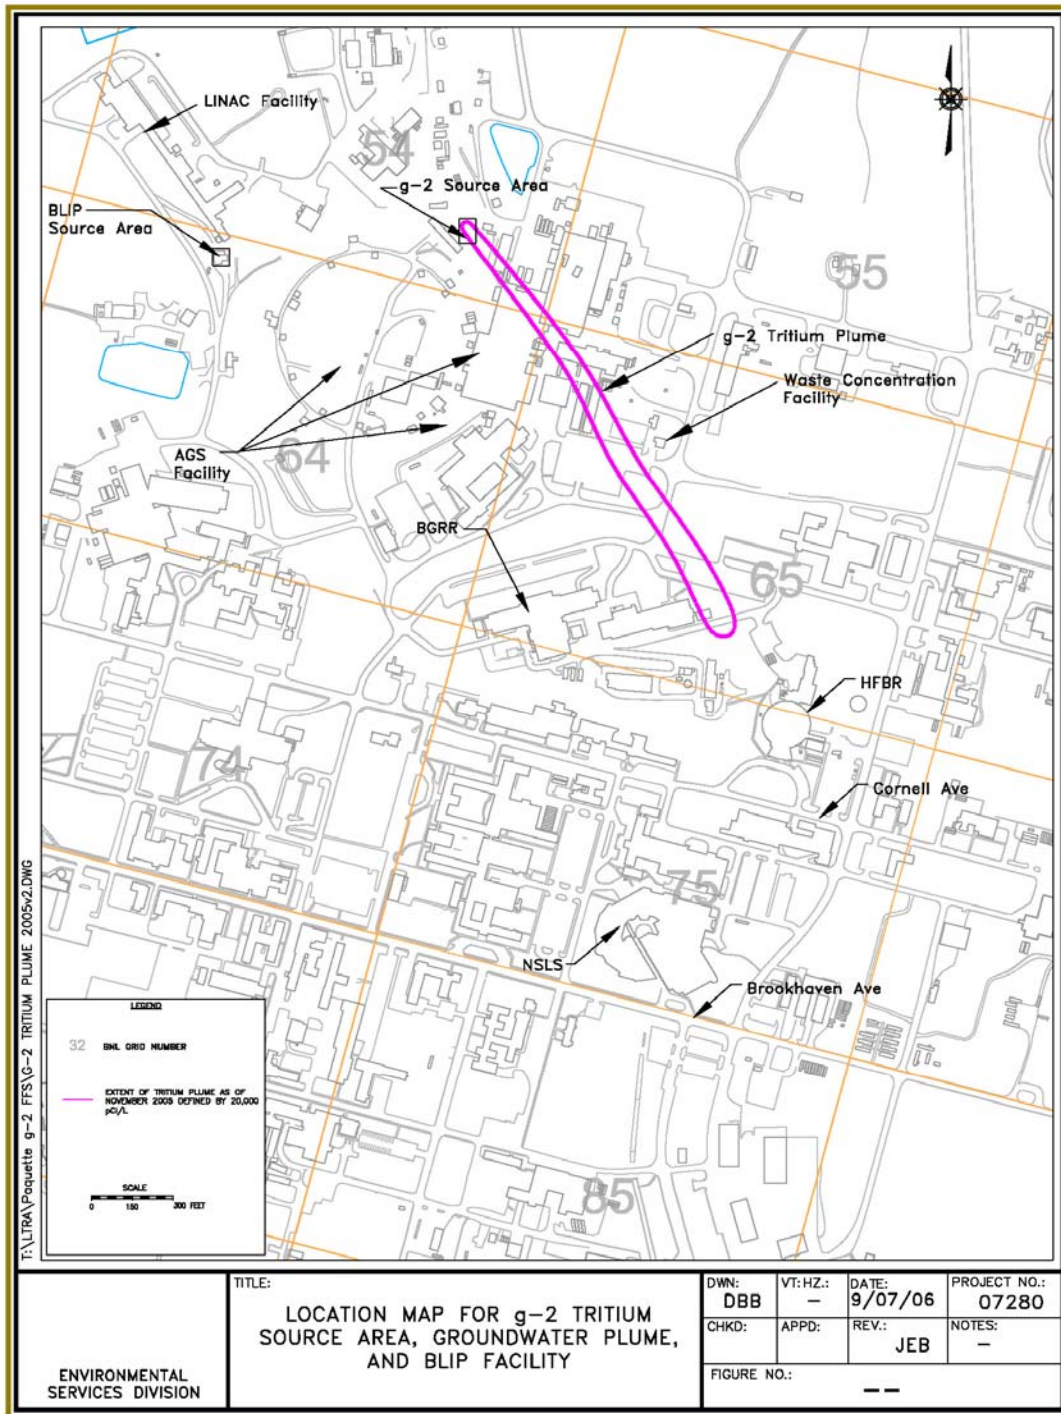 LINAC Facility
54
g-2 Source Area
BLIP
Source Area
55
g-2 Tritium Plume
Waste Concentration
Facility
AGS
Facility
64
BGRR
65
HFBR
74
Cornell Ave
75
NSLS
Brookhaven Ave
85
T:\LTRA\Paquette g-2 FFS\G-2 TRITIUM PLUME 2005v2.DWG
LEGEND
32 BNL GRID NUMBER
EXTENT OF TRITIUM PLUME AS OF
NOVEMBER 2005 DEFINED BY 20,000
pCi/L
SCALE
0 150 300 FEET
ENVIRONMENTAL
SERVICES DIVISION
TITLE:
LOCATION MAP FOR g-2 TRITIUM
SOURCE AREA, GROUNDWATER PLUME,
AND BLIP FACILITY
DWN: VT:HZ.: DATE: PROJECT NO.:
DBB – 9/07/06 07280
CHKD: APPD: REV.: NOTES:
JEB –
FIGURE NO.:
– –